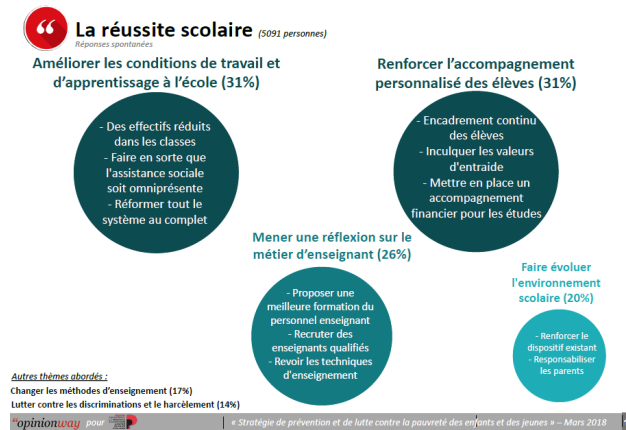 La réussite scolaire (5091 personnes)
Réponses spontanées
Améliorer les conditions de travail et
d'apprentissage à l'école (31%)
- Des effectifs réduits
dans les classes
- Faire en sorte que
l'assistance sociale
soit omniprésente
- Réformer tout le
système au complet
Renforcer l'accompagnement
personnalisé des élèves (31%)
- Encadrement continu
des élèves
- Inculquer les valeurs
d'entraide
- Mettre en place un
accompagnement
financier pour les études
Mener une réflexion sur le
métier d'enseignant (26%)
- Proposer une
meilleure formation du
personnel enseignant
- Recruter des
enseignants qualifiés
- Revoir les techniques
d'enseignement
Faire évoluer
l'environnement
scolaire (20%)
- Renforcer le
dispositif existant
- Responsabiliser
les parents
Autres thèmes abordés :
Changer les méthodes d'enseignement (17%)
Lutter contre les discriminations et le harcèlement (14%)
"opinionway pour
« Stratégie de prévention et de lutte contre la pauvreté des enfants et des jeunes » – Mars 2018